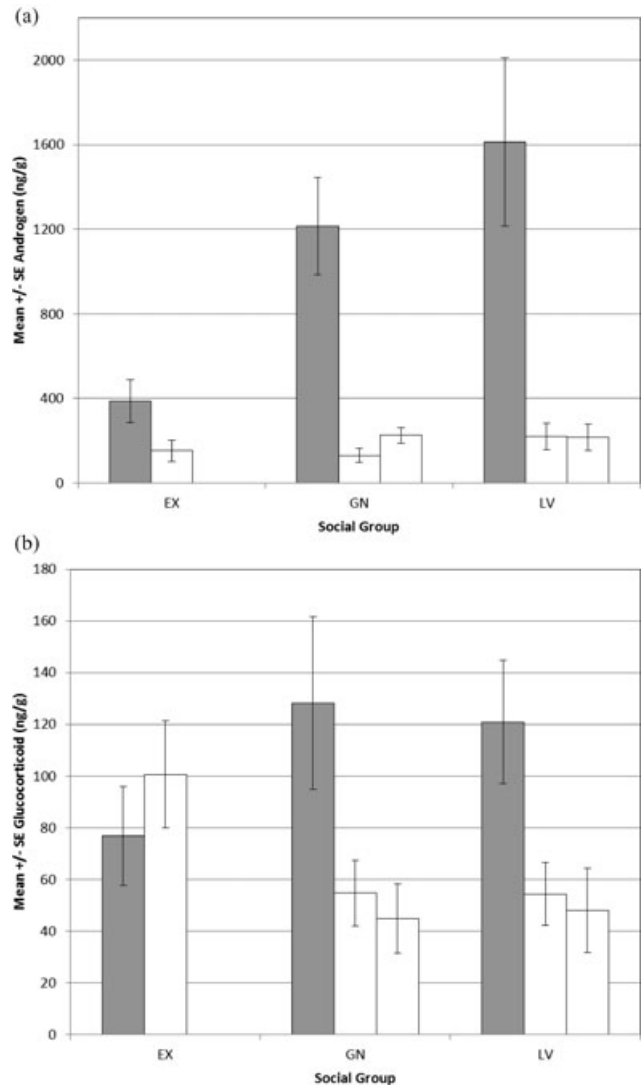 (a)
Mean +/- SE Androgen (ng/g)
2000
1600
1200
800
400
0
EX GN LV
Social Group
(b)
Mean +/- SE Glucocorticoid (ng/g)
180
160
140
120
100
80
60
40
20
0
EX GN LV
Social Group